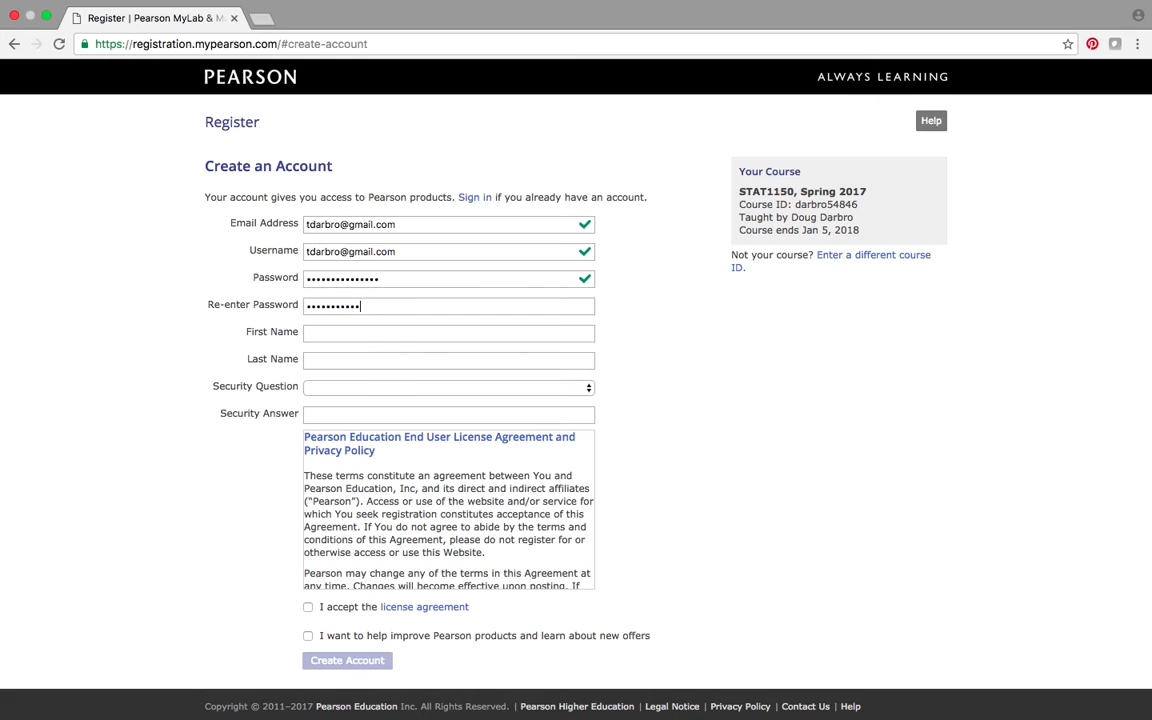 Register | Pearson MyLab & M
https://registration.mypearson.com/#create-account
PEARSON
ALWAYS LEARNING
Register
Help
Create an Account
Your account gives you access to Pearson products. Sign in if you already have an account.
Email Address tdarbro@gmail.com
Username tdarbro@gmail.com
Password •••••••••••••••
Re-enter Password •••••••••••
First Name
Last Name
Security Question
Security Answer
Your Course
STAT1150, Spring 2017
Course ID: darbro54846
Taught by Doug Darbro
Course ends Jan 5, 2018
Not your course? Enter a different course
ID.
Pearson Education End User License Agreement and
Privacy Policy
These terms constitute an agreement between You and
Pearson Education, Inc, and its direct and indirect affiliates
(“Pearson”). Access or use of the website and/or service for
which You seek registration constitutes acceptance of this
Agreement. If You do not agree to abide by the terms and
conditions of this Agreement, please do not register for or
otherwise access or use this Website.
Pearson may change any of the terms in this Agreement at
any time. Changes will become effective upon posting. If
I accept the license agreement
I want to help improve Pearson products and learn about new offers
Create Account
Copyright © 2011–2017 Pearson Education Inc. All Rights Reserved. | Pearson Higher Education | Legal Notice | Privacy Policy | Contact Us | Help